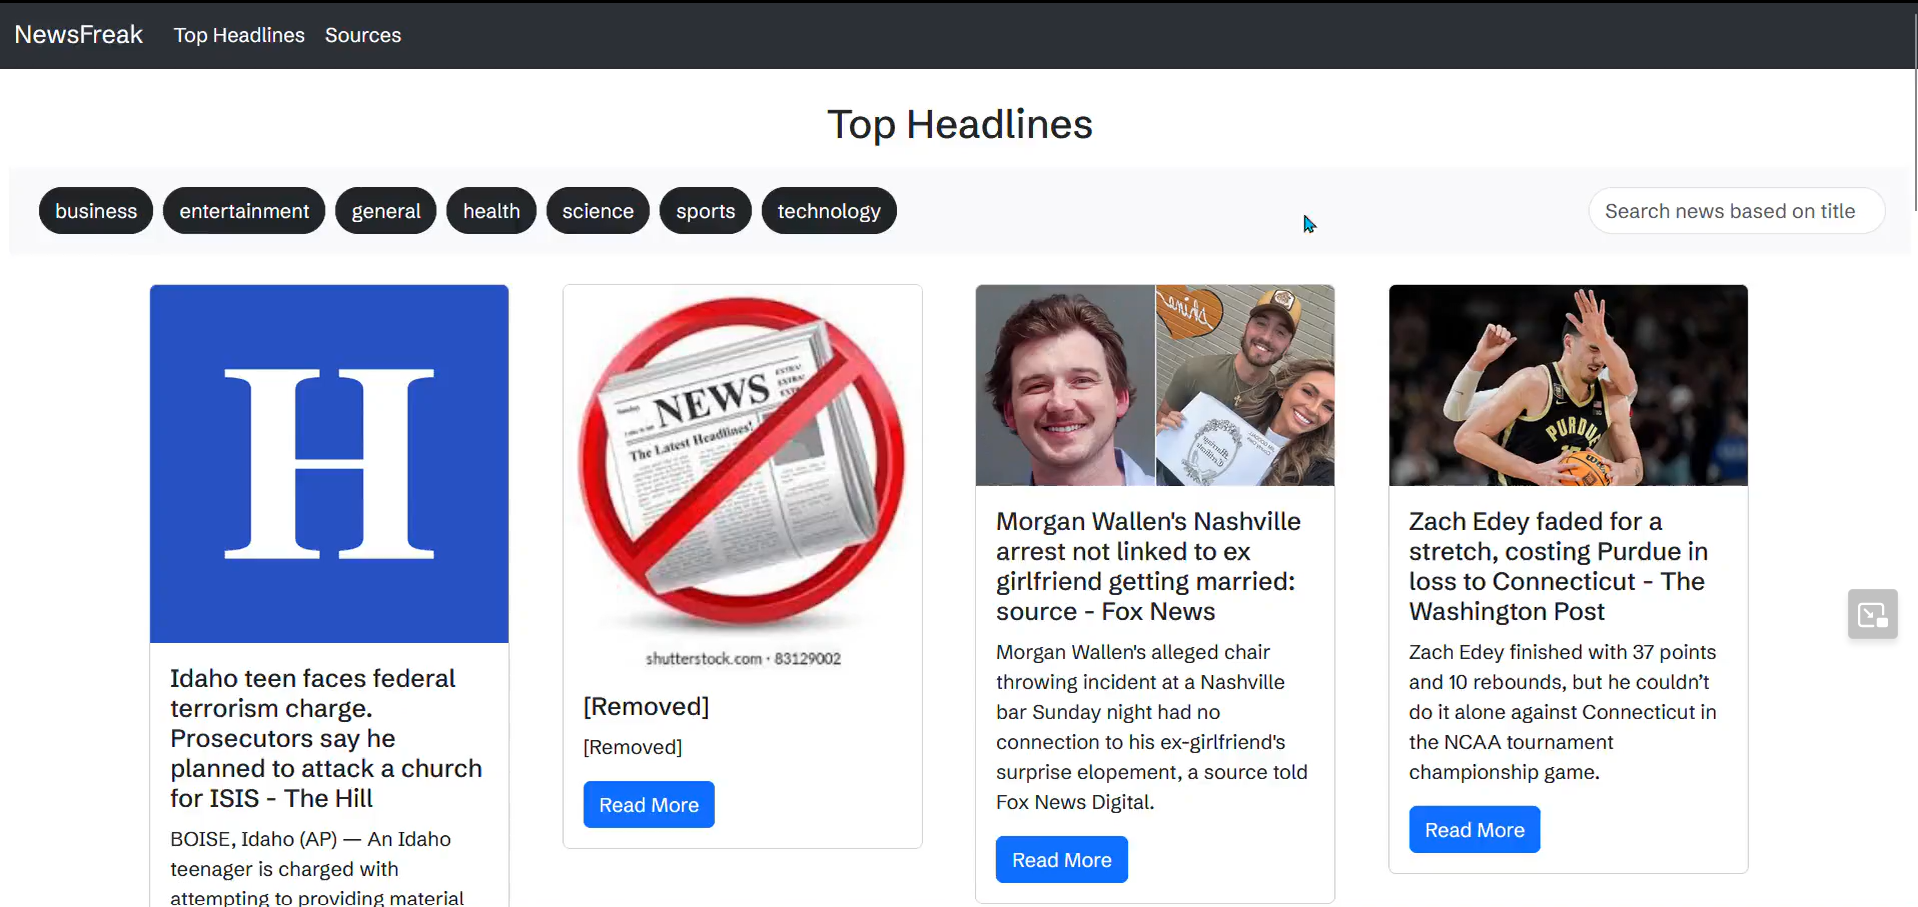 NewsFreak Top Headlines Sources
Top Headlines
business entertainment general health science sports technology Search news based on title
H
Sunday
NEWS
EXTRA!
EXTRA!
The Latest Headlines!
shutterstock.com · 83129002
PURDUE
Idaho teen faces federal
terrorism charge.
Prosecutors say he
planned to attack a church
for ISIS - The Hill
BOISE, Idaho (AP) — An Idaho
teenager is charged with
attempting to providing material
[Removed]
[Removed]
Read More
Morgan Wallen's Nashville
arrest not linked to ex
girlfriend getting married:
source - Fox News
Morgan Wallen's alleged chair
throwing incident at a Nashville
bar Sunday night had no
connection to his ex-girlfriend's
surprise elopement, a source told
Fox News Digital.
Read More
Zach Edey faded for a
stretch, costing Purdue in
loss to Connecticut - The
Washington Post
Zach Edey finished with 37 points
and 10 rebounds, but he couldn’t
do it alone against Connecticut in
the NCAA tournament
championship game.
Read More